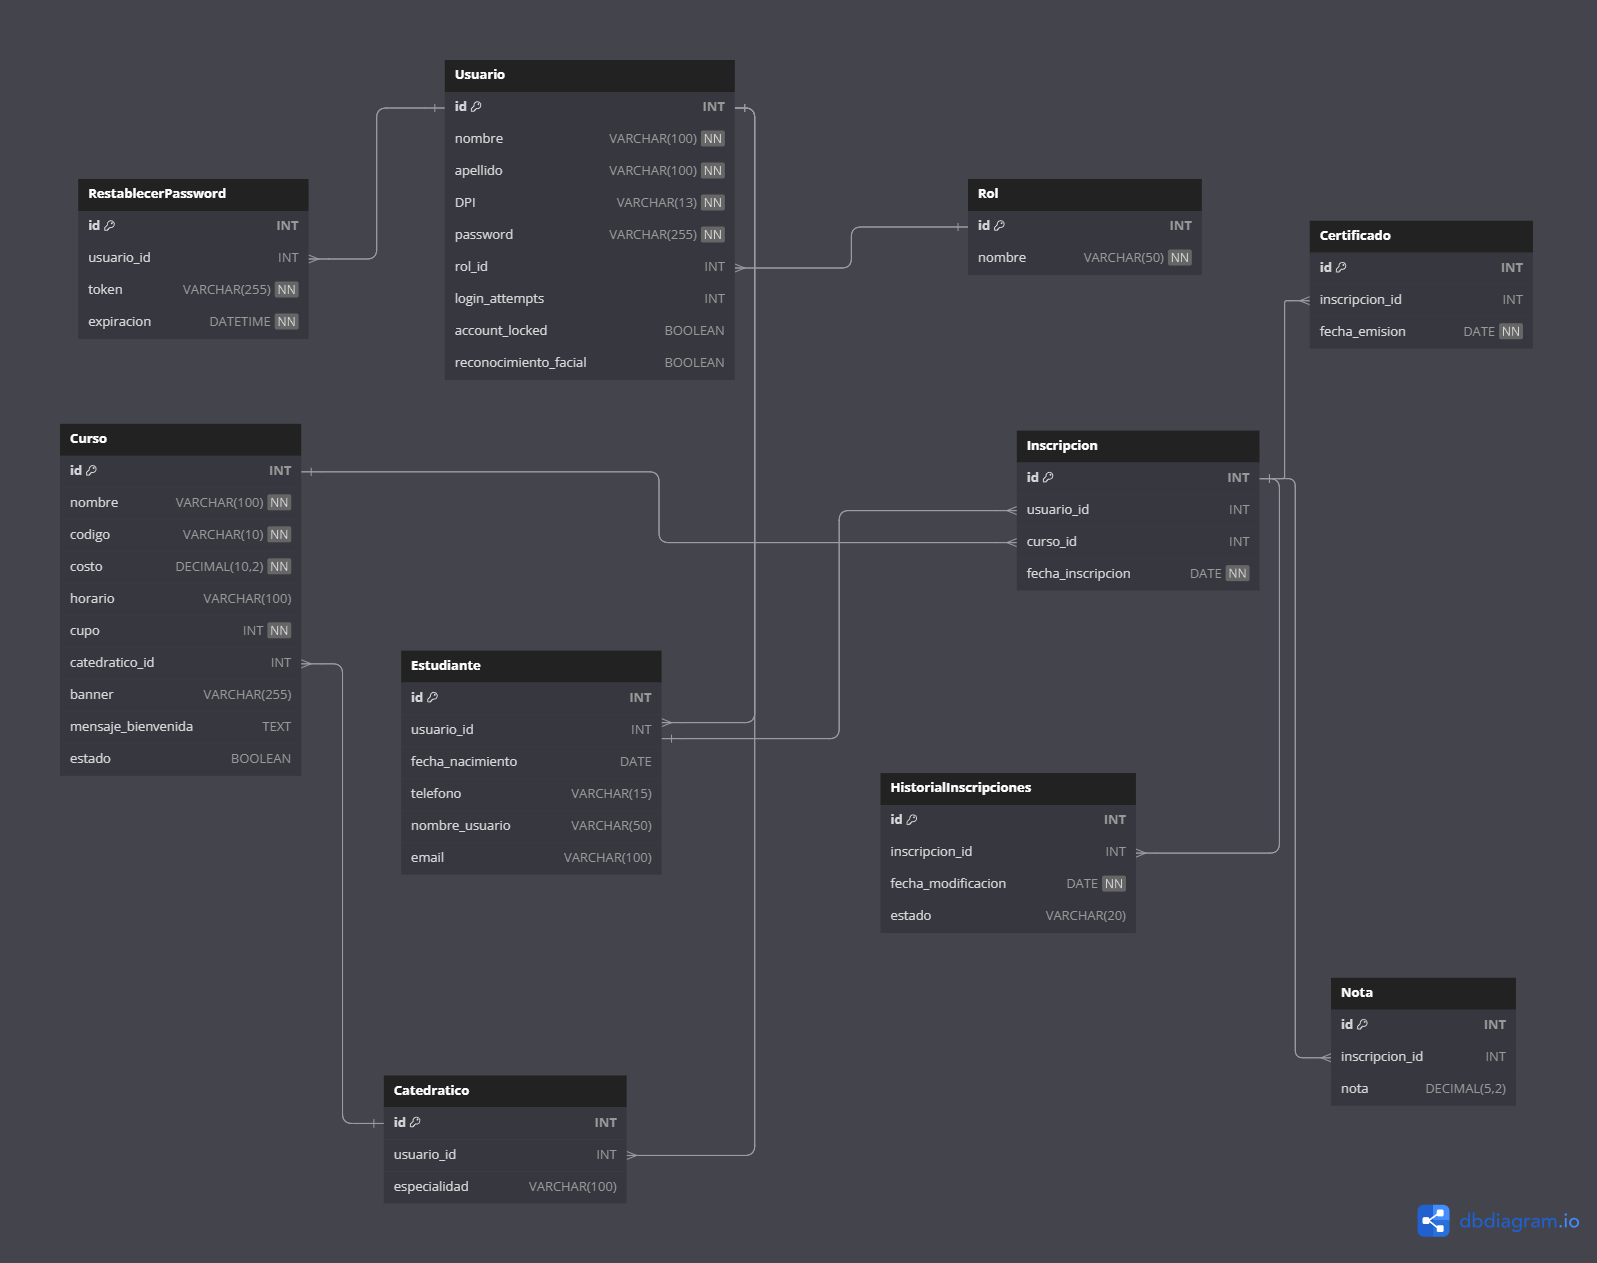 Usuario
id INT
nombre VARCHAR(100) NN
apellido VARCHAR(100) NN
DPI VARCHAR(13) NN
password VARCHAR(255) NN
rol_id INT
login_attempts INT
account_locked BOOLEAN
reconocimiento_facial BOOLEAN
RestablecerPassword
id INT
usuario_id INT
token VARCHAR(255) NN
expiracion DATETIME NN
Rol
id INT
nombre VARCHAR(50) NN
Certificado
id INT
inscripcion_id INT
fecha_emision DATE NN
Curso
id INT
nombre VARCHAR(100) NN
codigo VARCHAR(10) NN
costo DECIMAL(10,2) NN
horario VARCHAR(100)
cupo INT NN
catedratico_id INT
banner VARCHAR(255)
mensaje_bienvenida TEXT
estado BOOLEAN
Inscripcion
id INT
usuario_id INT
curso_id INT
fecha_inscripcion DATE NN
Estudiante
id INT
usuario_id INT
fecha_nacimiento DATE
telefono VARCHAR(15)
nombre_usuario VARCHAR(50)
email VARCHAR(100)
HistorialInscripciones
id INT
inscripcion_id INT
fecha_modificacion DATE NN
estado VARCHAR(20)
Nota
id INT
inscripcion_id INT
nota DECIMAL(5,2)
Catedratico
id INT
usuario_id INT
especialidad VARCHAR(100)
dbdiagram.io